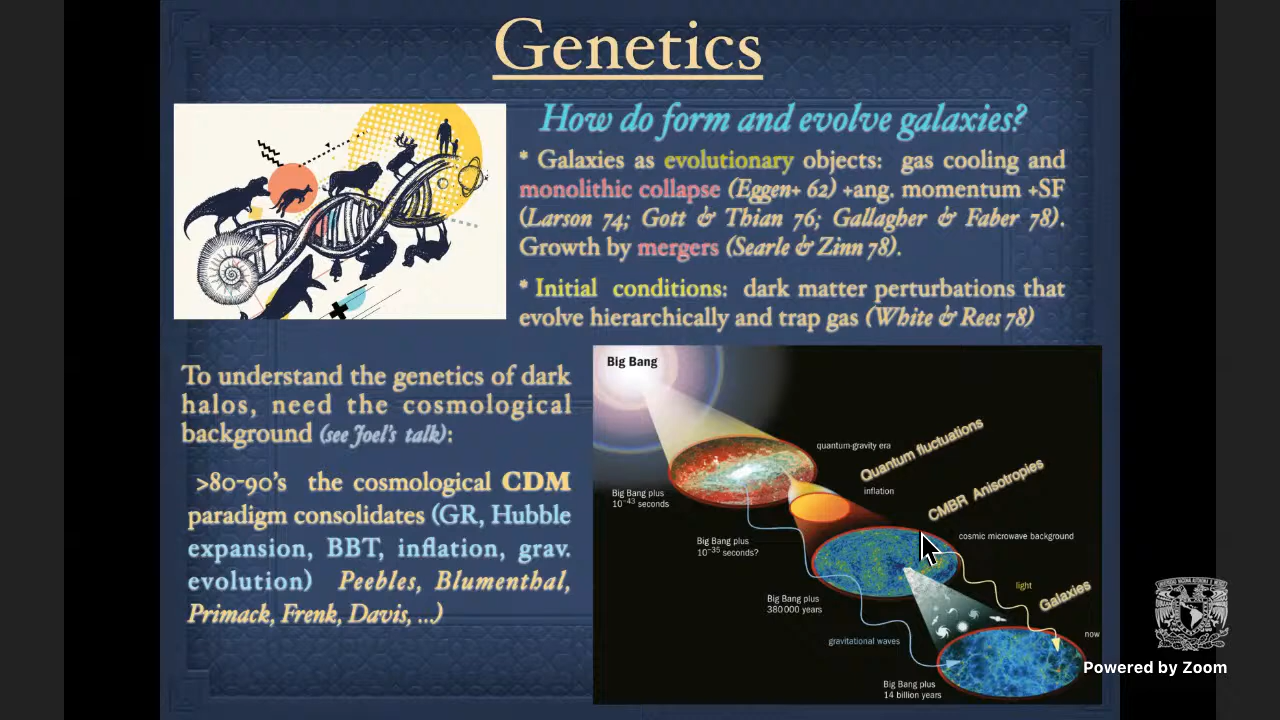 Genetics
How do form and evolve galaxies?
* Galaxies as evolutionary objects: gas cooling and
monolithic collapse (Eggen+ 62) +ang. momentum +SF
(Larson 74; Gott & Thian 76; Gallagher & Faber 78).
Growth by mergers (Searle & Zinn 78).
* Initial conditions: dark matter perturbations that
evolve hierarchically and trap gas (White & Rees 78)
To understand the genetics of dark
halos, need the cosmological
background (see Joel's talk):
>80-90's the cosmological CDM
paradigm consolidates (GR, Hubble
expansion, BBT, inflation, grav.
evolution) Peebles, Blumenthal,
Primack, Frenk, Davis, ...)
Big Bang
quantum-gravity era
Quantum fluctuations
Big Bang plus
10⁻⁴³ seconds
inflation
CMBR Anisotropies
Big Bang plus
10⁻³⁵ seconds?
cosmic microwave background
Big Bang plus
380 000 years
light
Galaxies
gravitational waves
now
Big Bang plus
14 billion years
Powered by Zoom